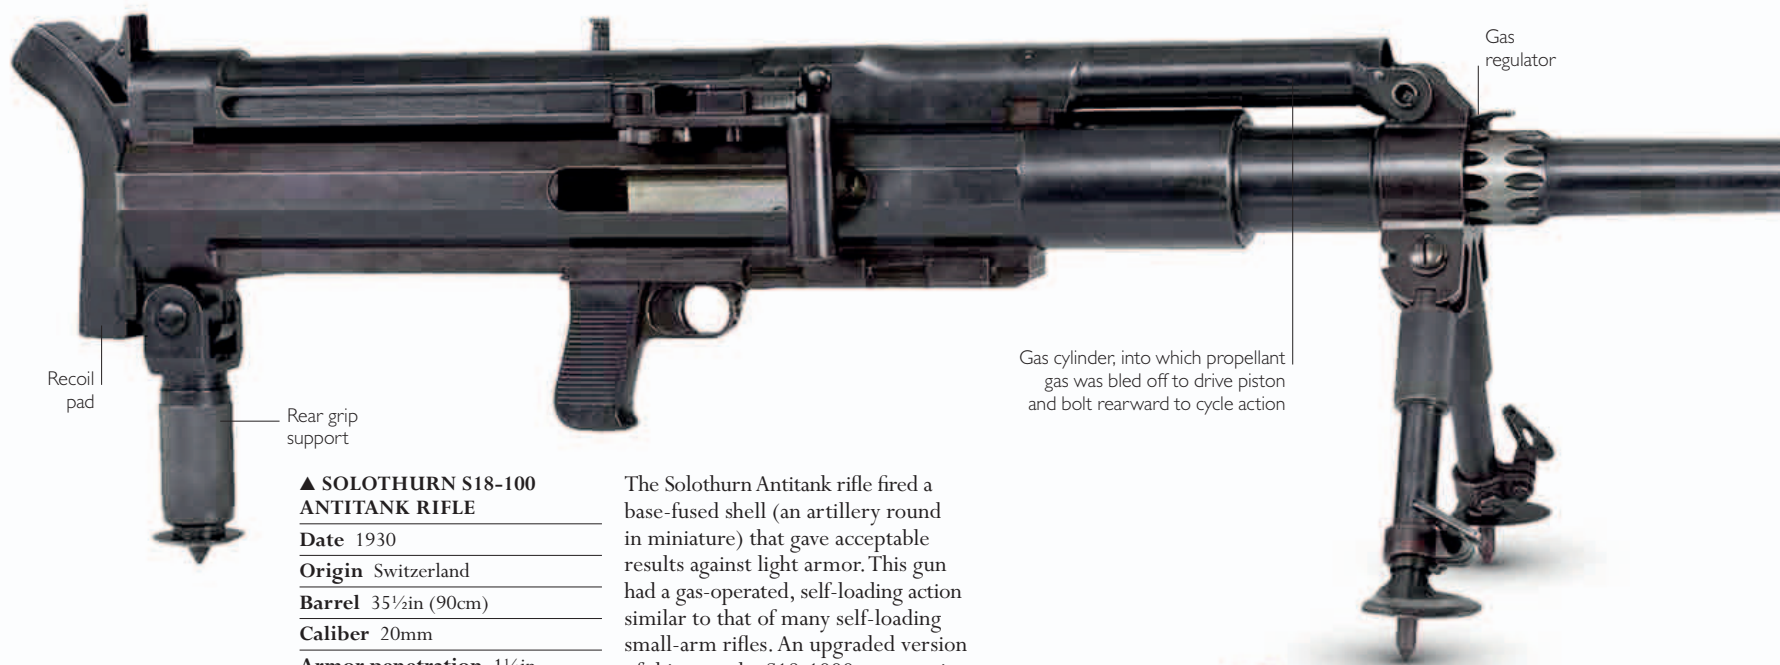 Gas
regulator
Gas cylinder, into which propellant
gas was bled off to drive piston
and bolt rearward to cycle action
Recoil
pad
Rear grip
support
▲ SOLOTHURN S18-100
ANTITANK RIFLE
Date 1930
Origin Switzerland
Barrel 35½in (90cm)
Caliber 20mm
Armor penetration
The Solothurn Antitank rifle fired a
base-fused shell (an artillery round
in miniature) that gave acceptable
results against light armor. This gun
had a gas-operated, self-loading action
similar to that of many self-loading
small-arm rifles. An upgraded version